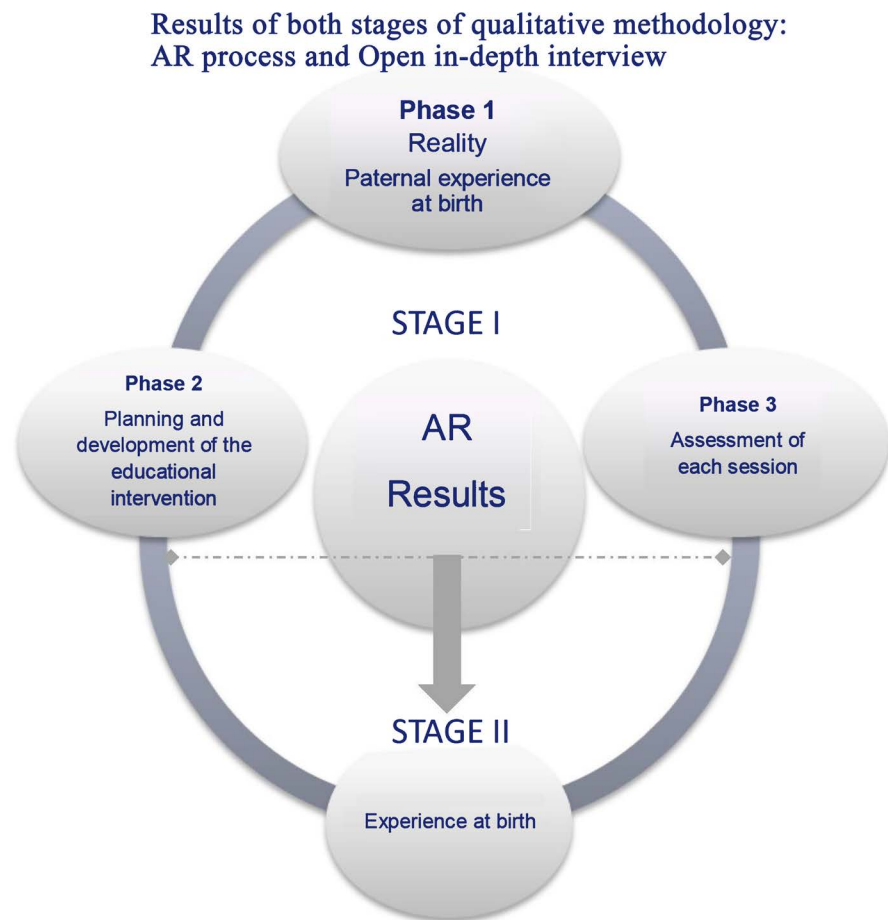 Results of both stages of qualitative methodology:
AR process and Open in-depth interview
Phase 1
Reality
Paternal experience
at birth
STAGE I
Phase 2
Planning and
development of the
educational
intervention
AR
Results
Phase 3
Assessment of
each session
STAGE II
Experience at birth